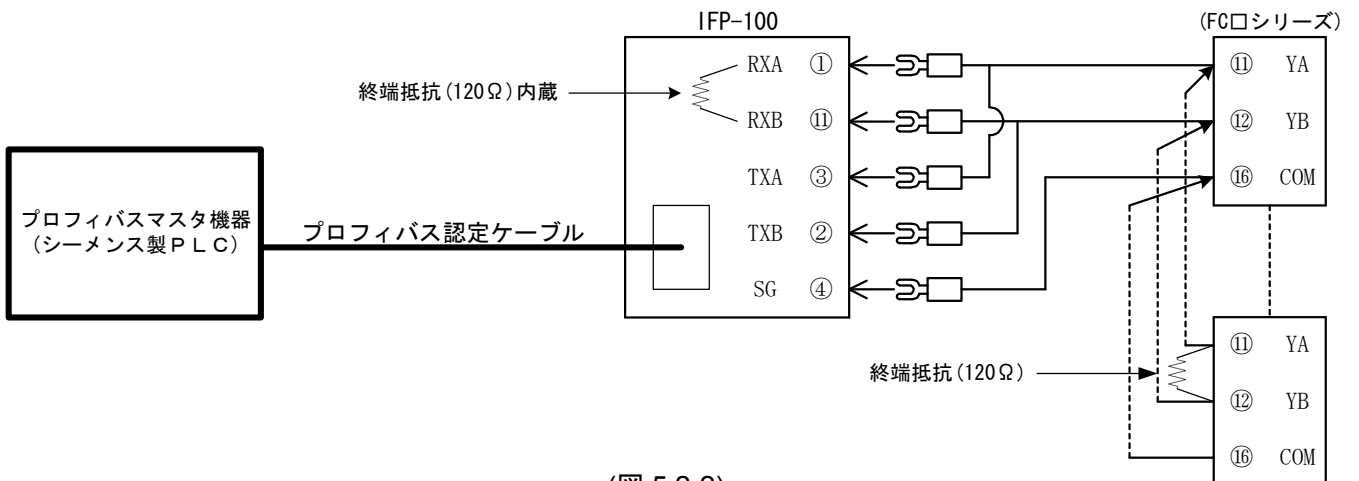 IFP-100
(FC□シリーズ)
RXA ①
終端抵抗(120Ω)内蔵
RXB ⑪
TXA ③
TXB ②
SG ④
⑪ YA
⑫ YB
⑯ COM
プロフィバスマスタ機器
(シーメンス製ＰＬＣ)
プロフィバス認定ケーブル
終端抵抗(120Ω)
⑪ YA
⑫ YB
⑯ COM